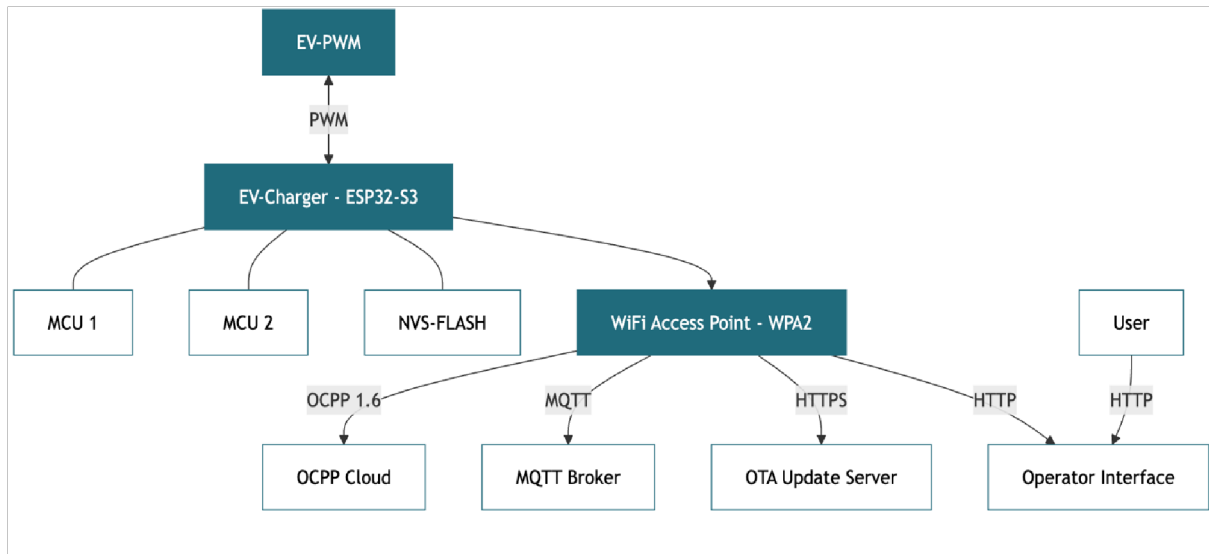 EV-PWM
PWM
EV-Charger - ESP32-S3
MCU 1
MCU 2
NVS-FLASH
WiFi Access Point - WPA2
User
OCPP 1.6
MQTT
HTTPS
HTTP
HTTP
OCPP Cloud
MQTT Broker
OTA Update Server
Operator Interface